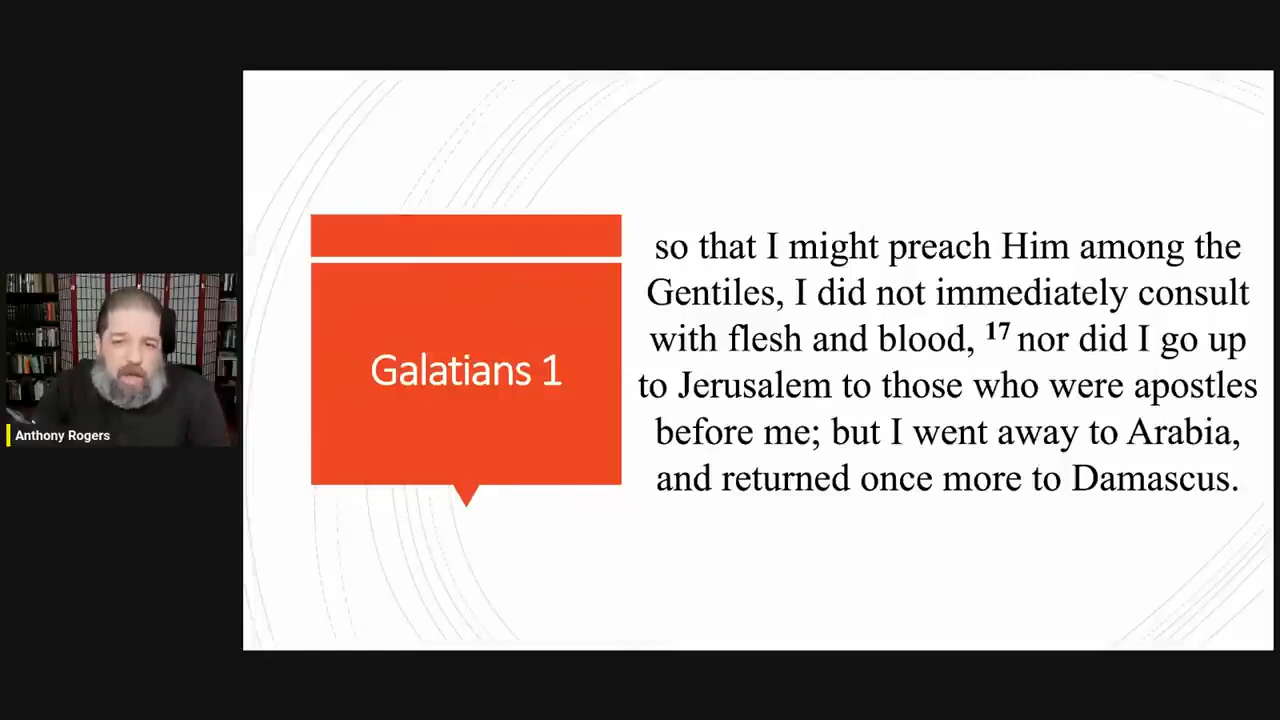 Galatians 1
so that I might preach Him among the
Gentiles, I did not immediately consult
with flesh and blood, 17 nor did I go up
to Jerusalem to those who were apostles
before me; but I went away to Arabia,
and returned once more to Damascus.
Anthony Rogers